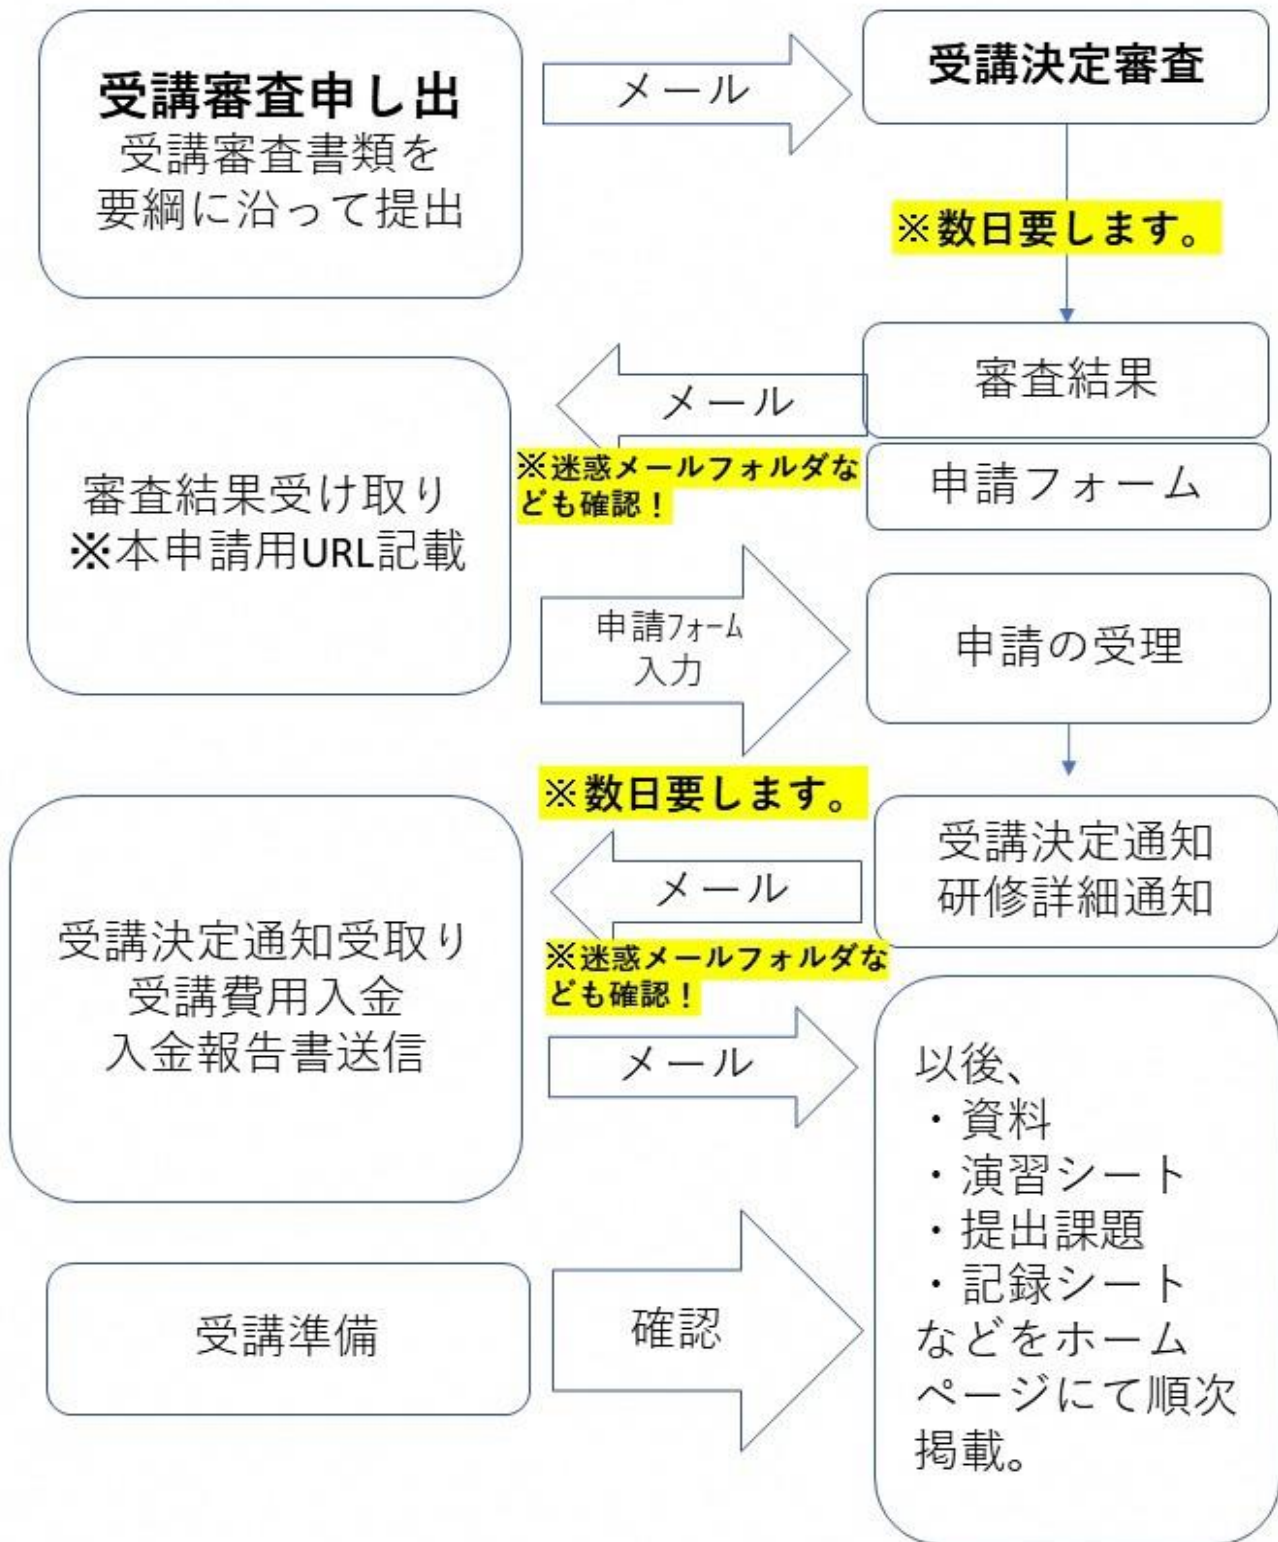 受講審査申し出
受講審査書類を
要綱に沿って提出
メール
受講決定審査
※数日要します。
審査結果
申請フォーム
メール
※迷惑メールフォルダな
ども確認！
審査結果受け取り
※本申請用URL記載
申請フォーム
入力
申請の受理
※数日要します。
受講決定通知
研修詳細通知
メール
※迷惑メールフォルダな
ども確認！
受講決定通知受取り
受講費用入金
入金報告書送信
メール
以後、
・資料
・演習シート
・提出課題
・記録シート
などをホーム
ページにて順次
掲載。
受講準備
確認